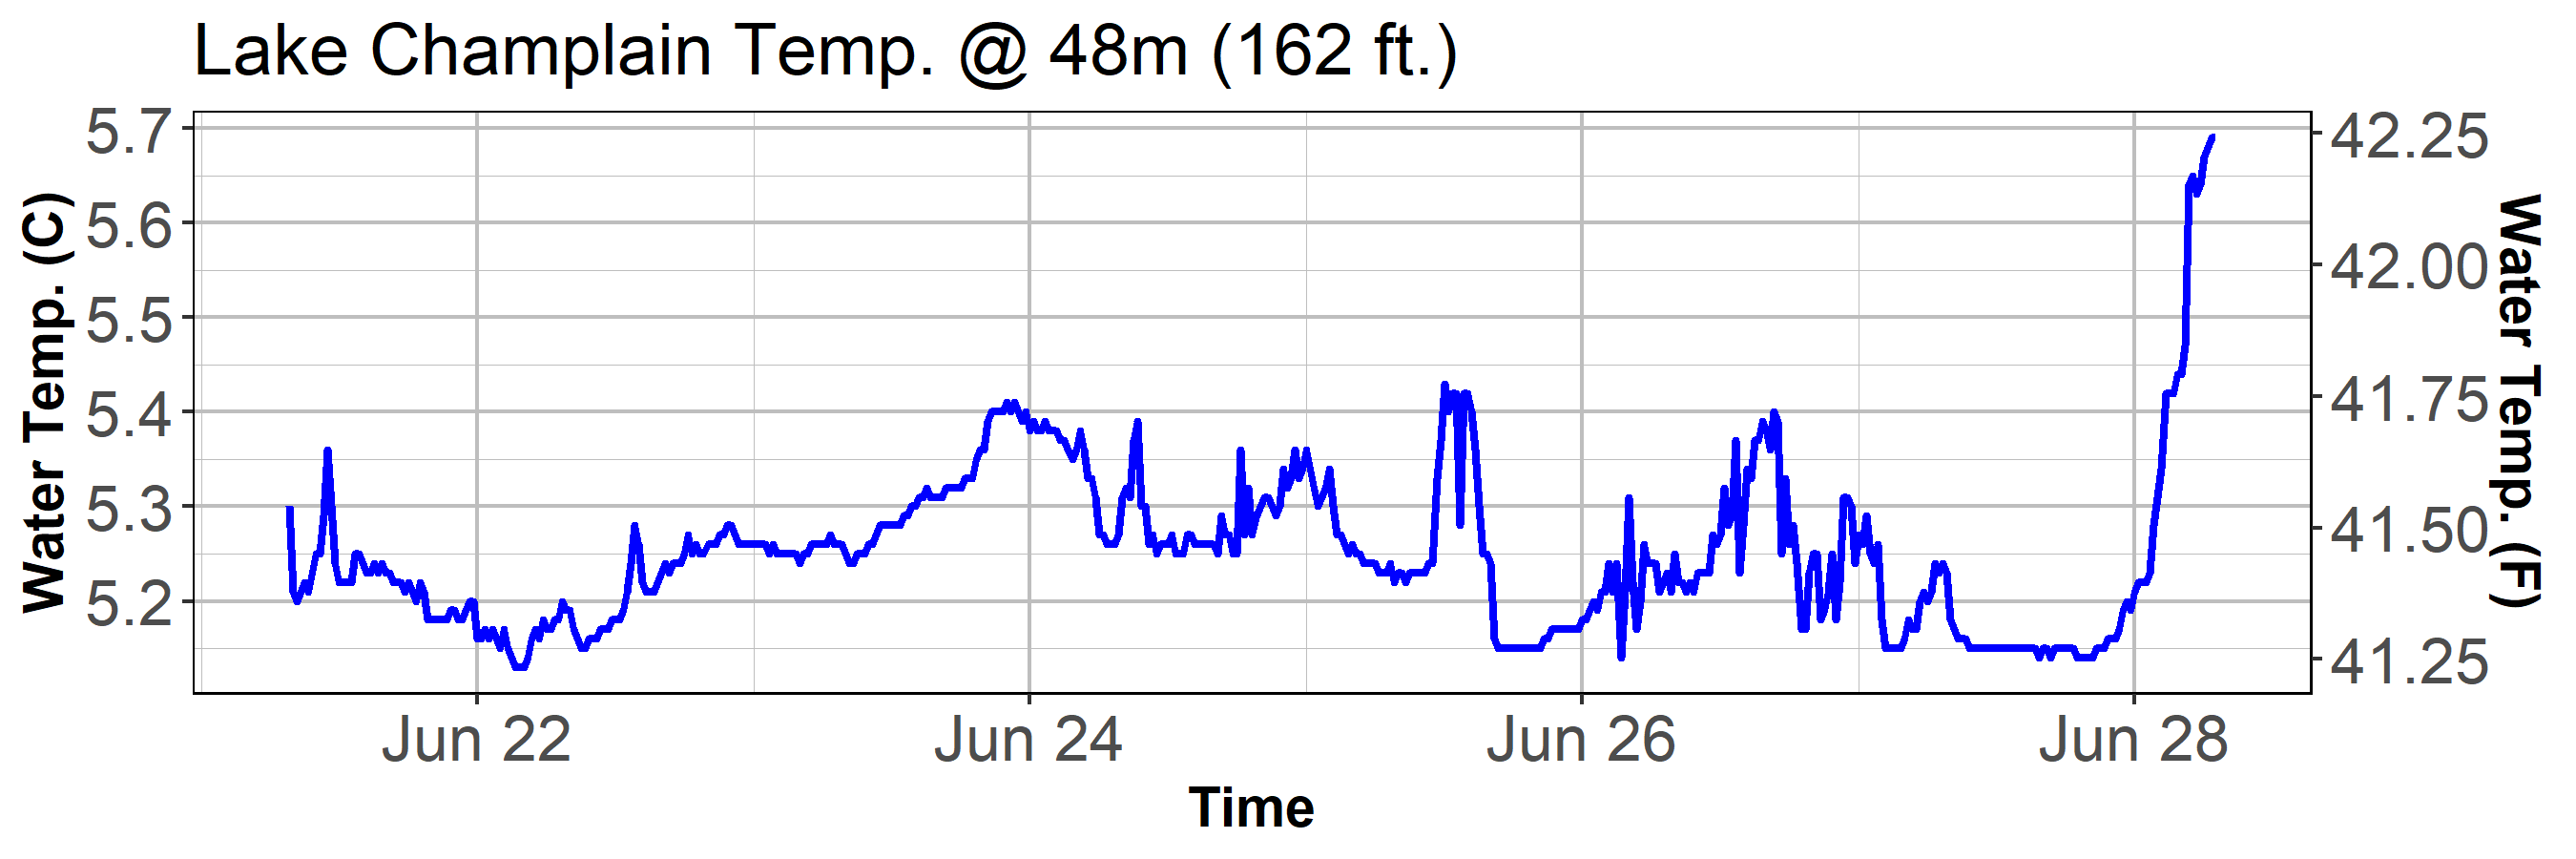 Lake Champlain Temp. @ 48m (162 ft.)
Water Temp. (C)
5.7
5.6
5.5
5.4
5.3
5.2
42.25
42.00
41.75
41.50
41.25
Water Temp. (F)
Jun 22 Jun 24 Jun 26 Jun 28
Time